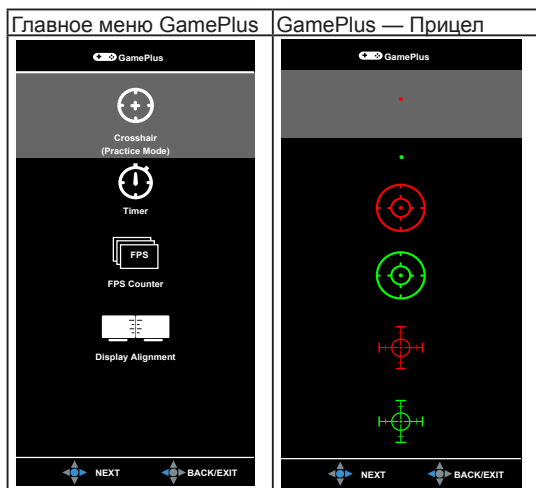 Главное меню GamePlus
GamePlus
Crosshair
(Practice Mode)
Timer
FPS
FPS Counter
Display Alignment
NEXT BACK/EXIT
GamePlus — Прицел
GamePlus
NEXT BACK/EXIT